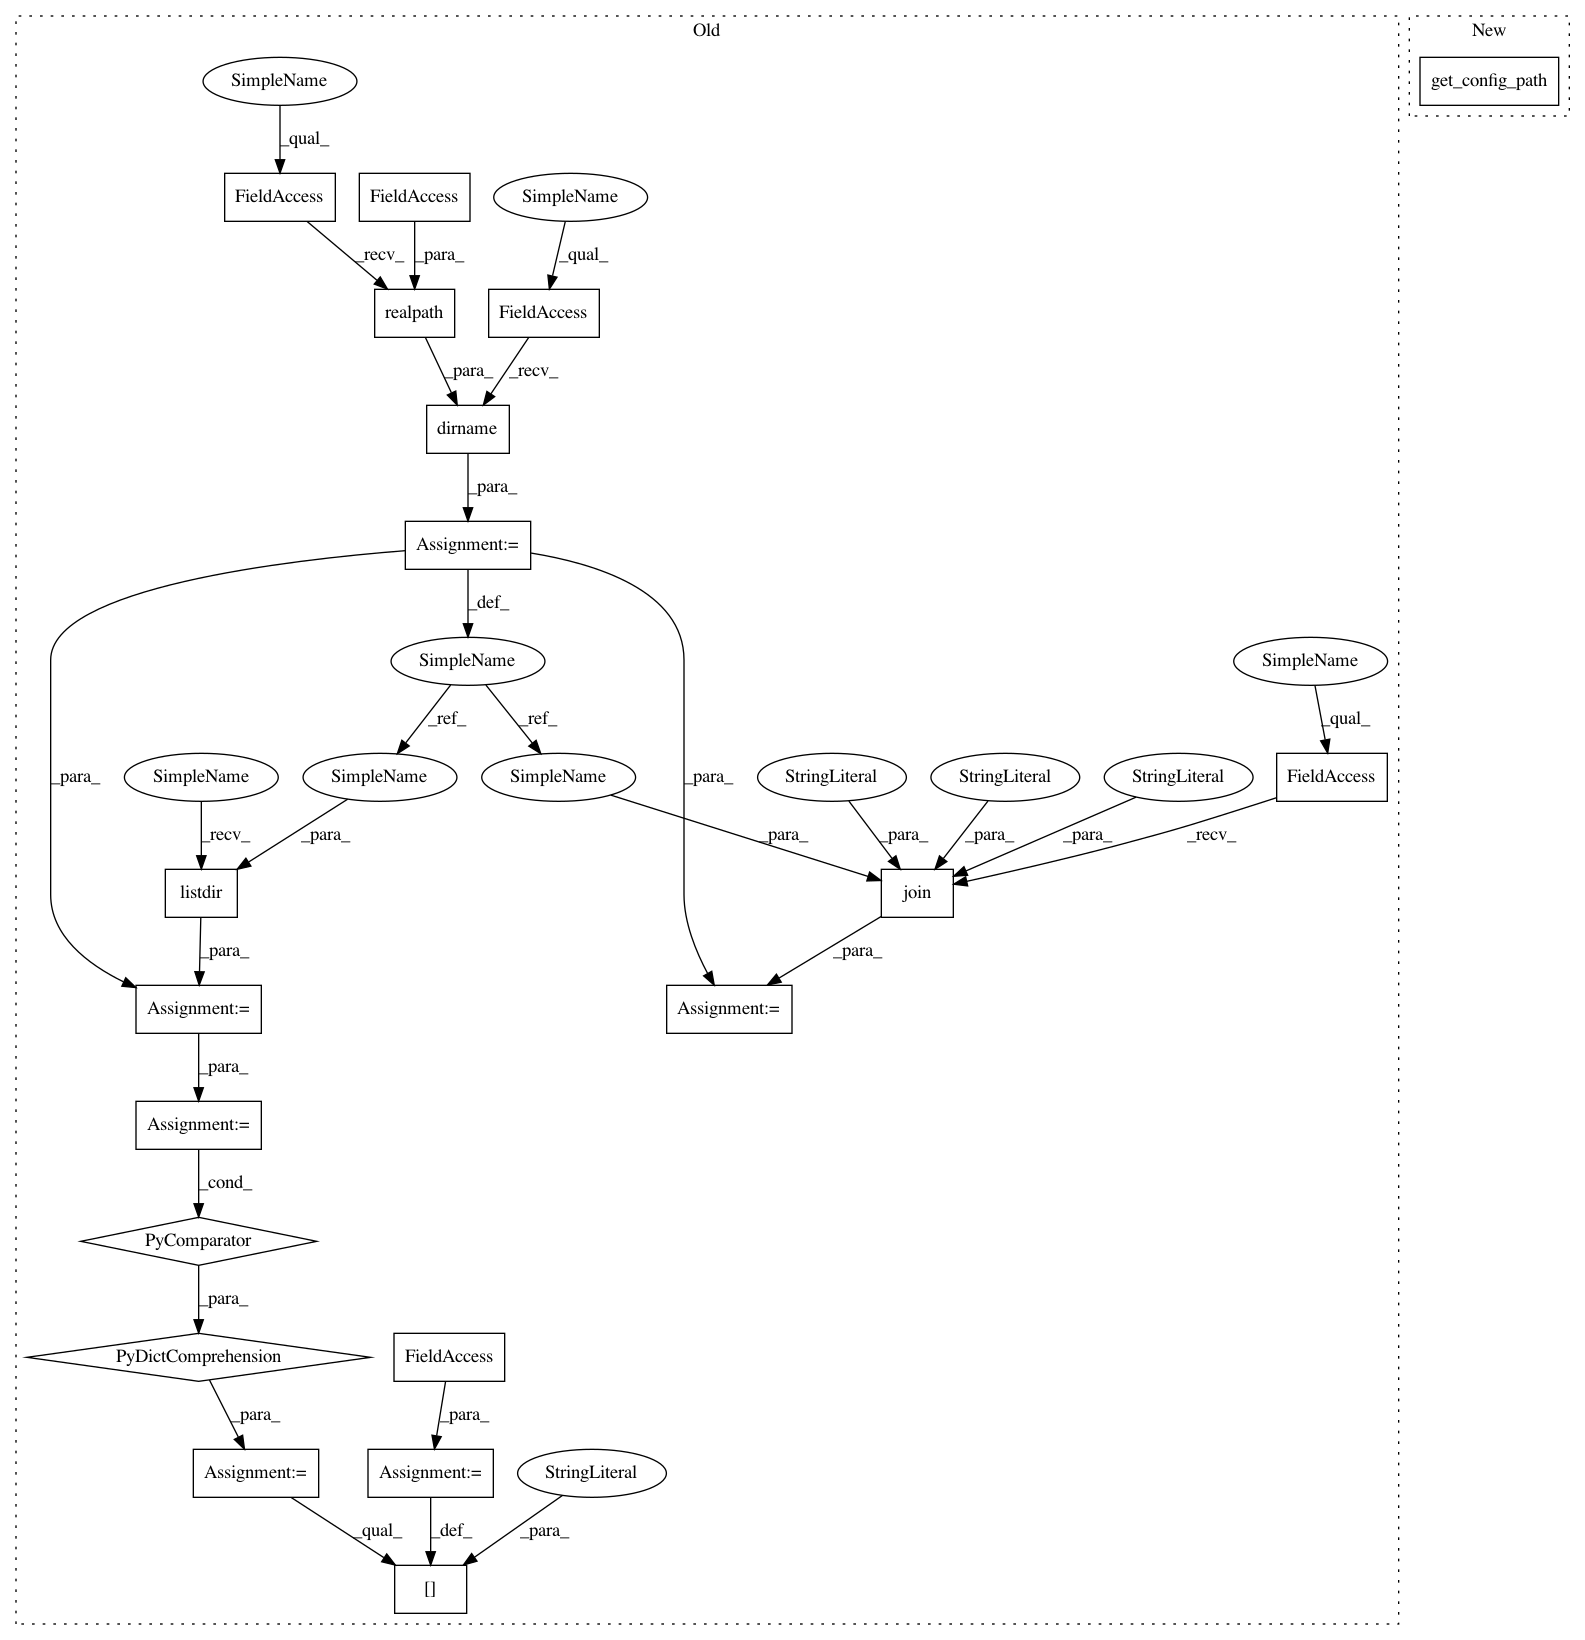 Old
New
SimpleName
get_config_path
_qual_
FieldAccess
FieldAccess
SimpleName
_recv_
_para_
_qual_
realpath
FieldAccess
_para_
_recv_
dirname
_para_
Assignment:=
_def_
SimpleName
SimpleName
_ref_
_ref_
_qual_
_para_
SimpleName
SimpleName
SimpleName
_para_
StringLiteral
StringLiteral
StringLiteral
FieldAccess
_recv_
_para_
_para_
_para_
_para_
_para_
_recv_
listdir
join
_para_
_para_
Assignment:=
Assignment:=
_para_
Assignment:=
_cond_
PyComparator
_para_
PyDictComprehension
FieldAccess
_para_
_para_
Assignment:=
Assignment:=
StringLiteral
_qual_
_def_
_para_
[]